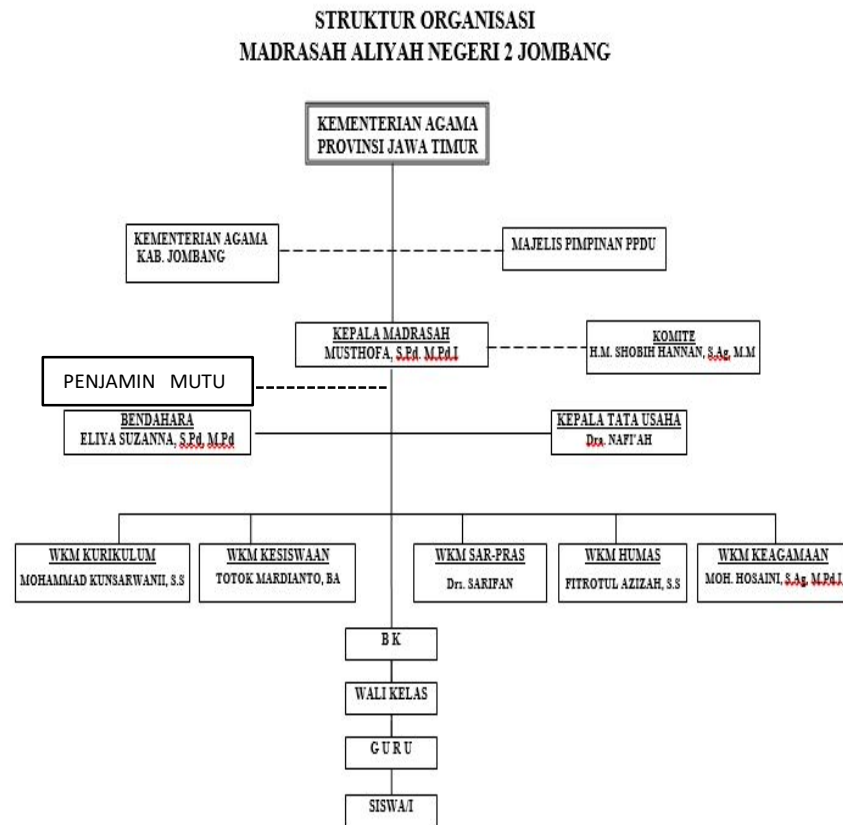 STRUKTUR ORGANISASI
MADRASAH ALIYAH NEGERI 2 JOMBANG
KEMENTERIAN AGAMA
PROVINSI JAWA TIMUR
KEMENTERIAN AGAMA
KAB. JOMBANG
MAJELIS PIMPINAN PPDU
KEPALA MADRASAH
MUSTHOFA, S.Pd. M.Pd.I
KOMITE
H.M. SHOBIH HANNAN, S.Ag, M.M
PENJAMIN MUTU
BENDAHARA
ELIYA SUZANNA, S.Pd, M.Pd
KEPALA TATA USAHA
Dra. NAFI'AH
WKM KURIKULUM
MOHAMMAD KUNSARWANII, S.S
WKM KESISWAAN
TOTOK MARDIANTO, BA
WKM SAR-PRAS
Drs. SARIFAN
WKM HUMAS
FITROTUL AZIZAH, S.S
WKM KEAGAMAAN
MOH. HOSAINI, S.Ag, M.Pd.I
B K
WALI KELAS
G U R U
SISWA/I